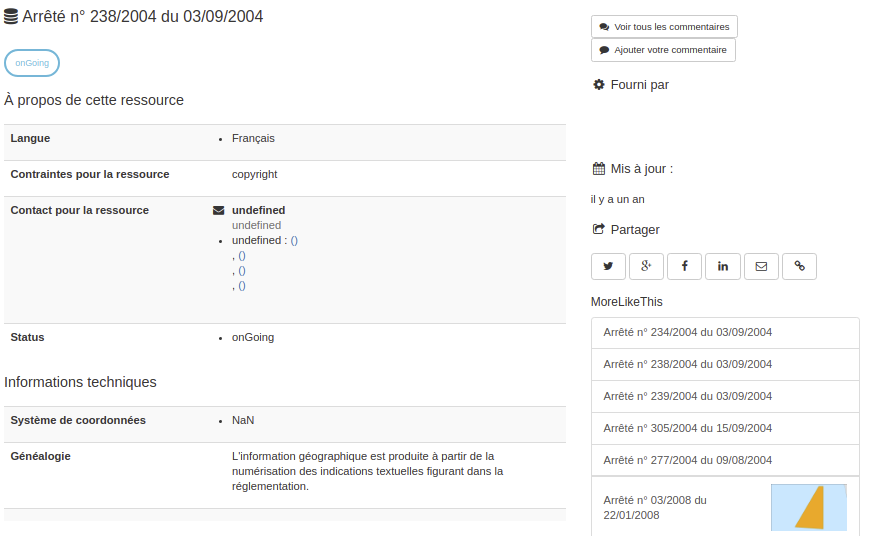 Arrêté n° 238/2004 du 03/09/2004
onGoing
À propos de cette ressource
Langue
Français
Contraintes pour la ressource
copyright
Contact pour la ressource
undefined
undefined
undefined : ()
, ()
, ()
, ()
Status
onGoing
Informations techniques
Système de coordonnées
NaN
Généalogie
L'information géographique est produite à partir de la
numérisation des indications textuelles figurant dans la
réglementation.
Voir tous les commentaires
Ajouter votre commentaire
Fourni par
Mis à jour :
il y a un an
Partager
MoreLikeThis
Arrêté n° 234/2004 du 03/09/2004
Arrêté n° 238/2004 du 03/09/2004
Arrêté n° 239/2004 du 03/09/2004
Arrêté n° 305/2004 du 15/09/2004
Arrêté n° 277/2004 du 09/08/2004
Arrêté n° 03/2008 du
22/01/2008